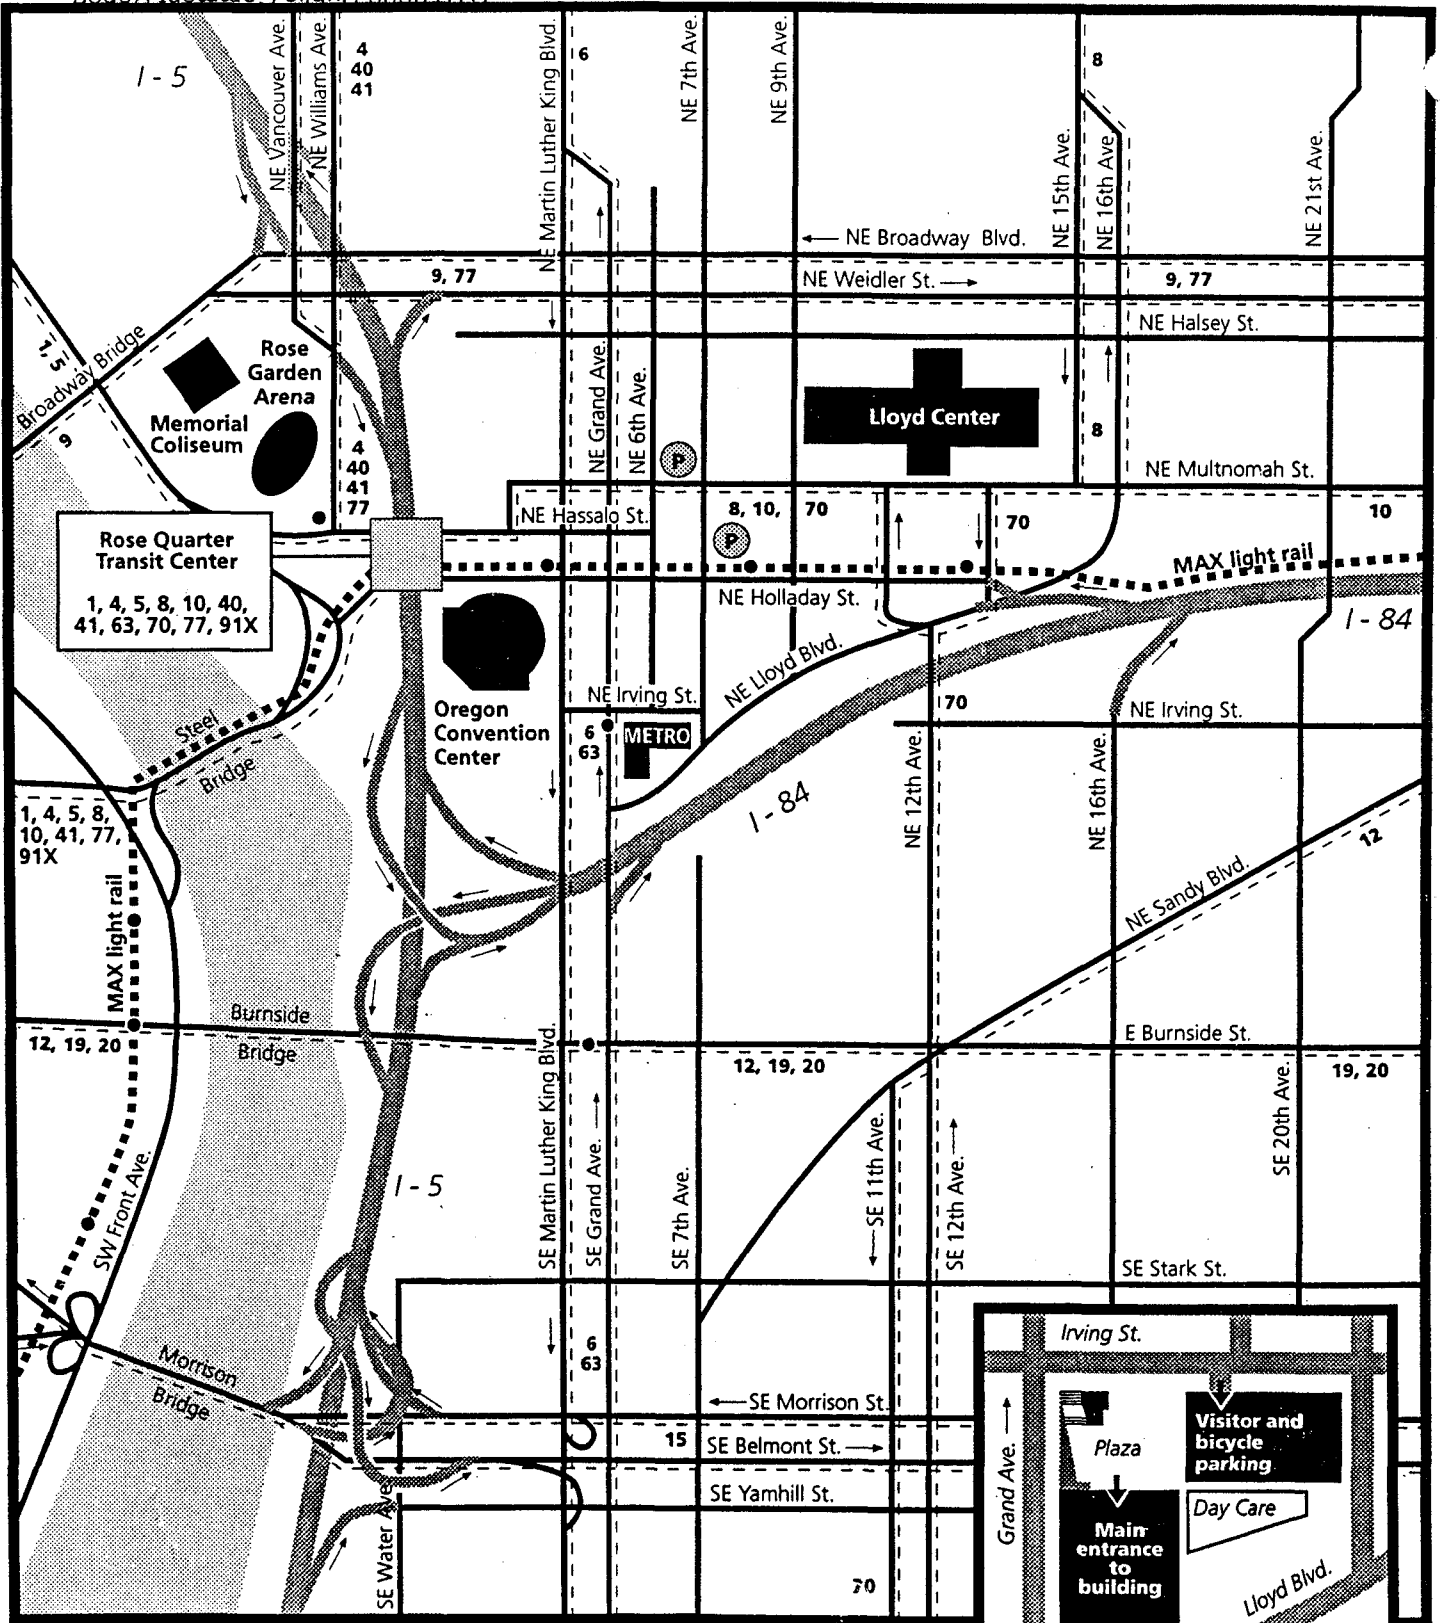 I - 5
NE Vancouver Ave.
NE Williams Ave.
4
40
41
NE Martin Luther King Blvd.
6
NE 7th Ave.
NE 9th Ave.
8
NE 15th Ave.
NE 16th Ave.
NE 21st Ave.
NE Broadway Blvd.
9, 77
NE Weidler St.
9, 77
NE Halsey St.
1, 5
Broadway Bridge
9
Rose
Garden
Arena
Memorial
Coliseum
4
40
41
77
NE Grand Ave.
NE 6th Ave.
P
Lloyd Center
8
NE Multnomah St.
NE Hassalo St.
8, 10, 70
P
70
10
Rose Quarter
Transit Center
1, 4, 5, 8, 10, 40,
41, 63, 70, 77, 91X
MAX light rail
NE Holladay St.
I - 84
NE Lloyd Blvd.
Steel
Bridge
Oregon
Convention
Center
NE Irving St.
6
63
METRO
70
NE Irving St.
NE 12th Ave.
NE 16th Ave.
I - 84
1, 4, 5, 8,
10, 41, 77,
91X
MAX light rail
NE Sandy Blvd.
12
Burnside
Bridge
12, 19, 20
E Burnside St.
12, 19, 20
19, 20
SE Martin Luther King Blvd.
SE Grand Ave.
SE 7th Ave.
SE 11th Ave.
SE 12th Ave.
SE 20th Ave.
I - 5
SW Front Ave.
SE Stark St.
6
63
Morrison
Bridge
SE Morrison St.
15
SE Belmont St.
SE Yamhill St.
SE Water Ave.
70
Irving St.
Grand Ave.
Plaza
Visitor and
bicycle
parking
Day Care
Main
entrance
to
building
Lloyd Blvd.